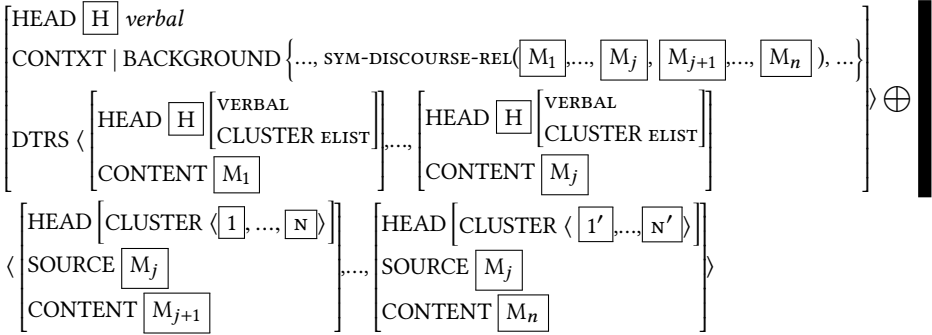 HEAD H verbal
CONTXT | BACKGROUND {..., SYM-DISCOURSE-REL( M1 ,..., Mj , Mj+1 ,..., Mn ), ...}
DTRS ⟨ [HEAD H [VERBAL CLUSTER ELIST] CONTENT M1] ,..., [HEAD H [VERBAL CLUSTER ELIST] CONTENT Mj] ⟩ ⊕
⟨ [HEAD [CLUSTER ⟨ 1 , ..., N ⟩] SOURCE Mj CONTENT Mj+1] ,..., [HEAD [CLUSTER ⟨ 1′ ,..., N′ ⟩] SOURCE Mj CONTENT Mn] ⟩